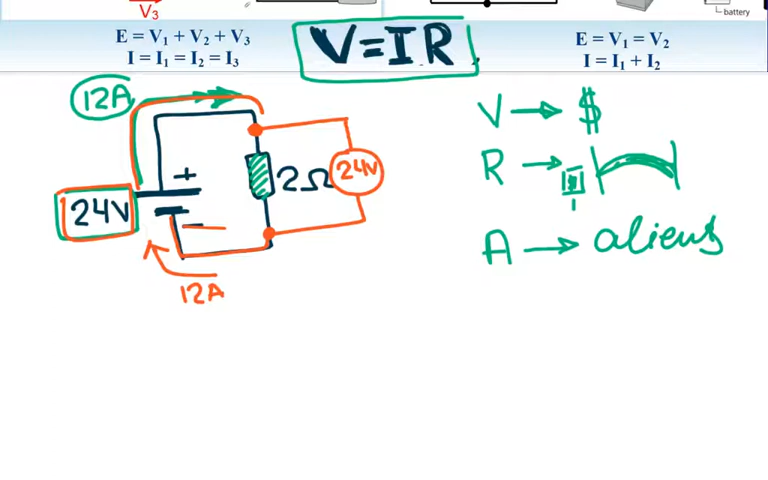 V₃
battery
E = V₁ + V₂ + V₃
I = I₁ = I₂ = I₃
V=IR
E = V₁ = V₂
I = I₁ + I₂
12A
V → $
R →
A → aliens
+
24V
2Ω
24V
12A